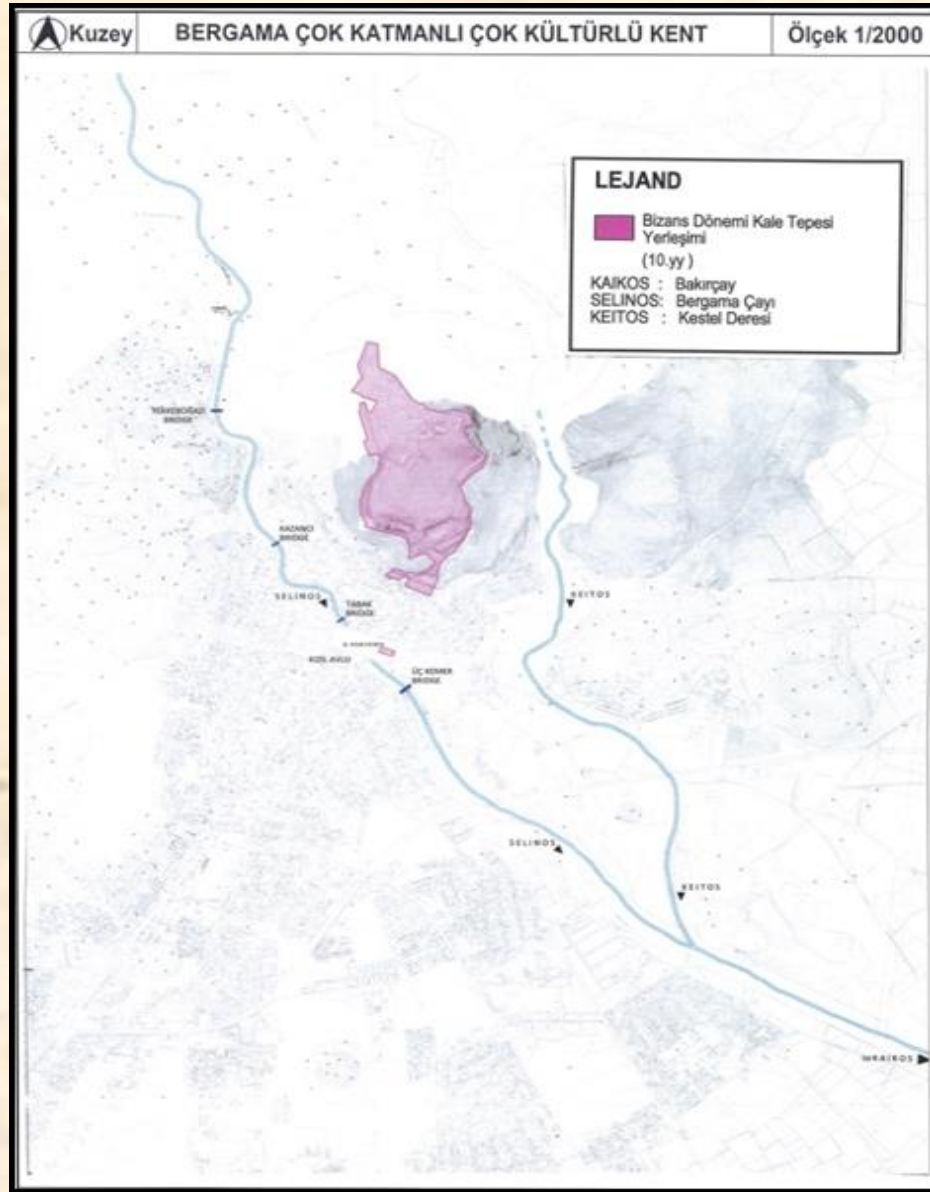 Kuzey
BERGAMA ÇOK KATMANLI ÇOK KÜLTÜRLÜ KENT
Ölçek 1/2000
LEJAND
Bizans Dönemi Kale Tepesi
Yerleşimi
(10.yy )
KAIKOS : Bakırçay
SELINOS: Bergama Çayı
KEITOS : Kestel Deresi
BRIDGE
KAZANCI
BRIDGE
SELINOS
TABAK
BRIDGE
KEITOS
KIZIL AVLU
ÜÇ KEMER
BRIDGE
SELINOS
KEITOS